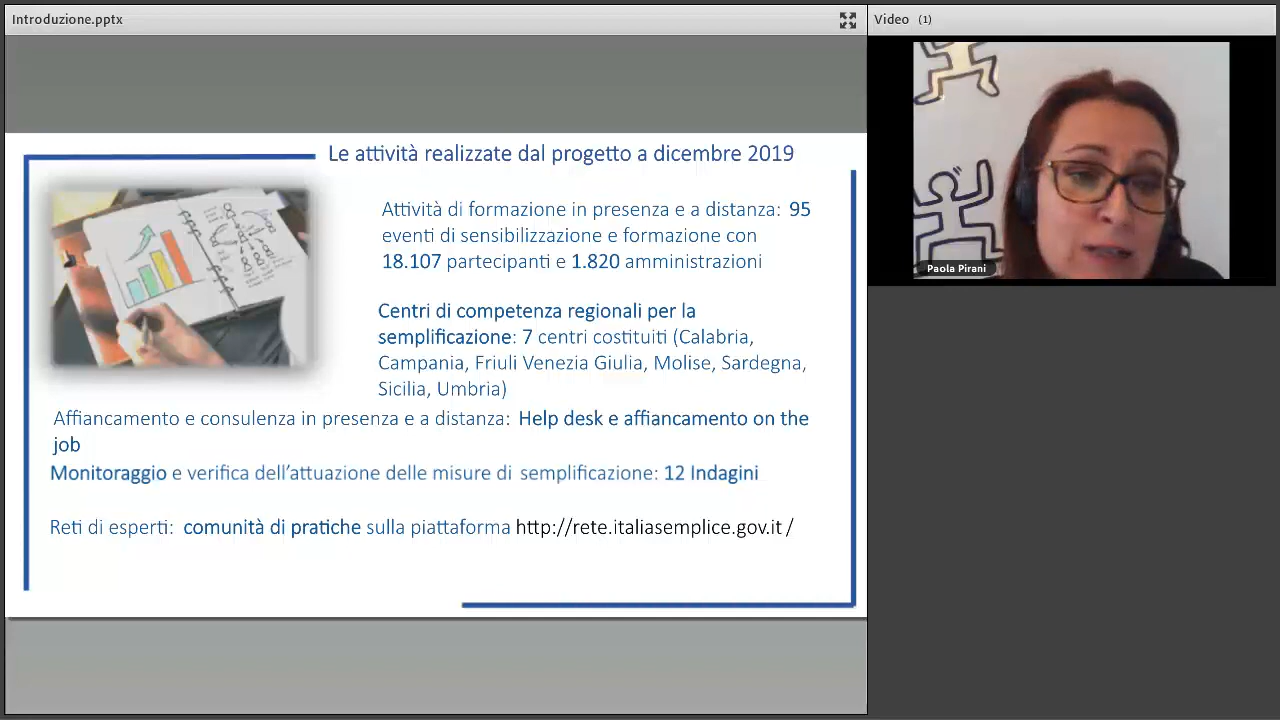 Introduzione.pptx
Video (1)
Le attività realizzate dal progetto a dicembre 2019
Attività di formazione in presenza e a distanza: 95
eventi di sensibilizzazione e formazione con
18.107 partecipanti e 1.820 amministrazioni
Centri di competenza regionali per la
semplificazione: 7 centri costituiti (Calabria,
Campania, Friuli Venezia Giulia, Molise, Sardegna,
Sicilia, Umbria)
Affiancamento e consulenza in presenza e a distanza: Help desk e affiancamento on the
job
Monitoraggio e verifica dell'attuazione delle misure di semplificazione: 12 Indagini
Reti di esperti: comunità di pratiche sulla piattaforma http://rete.italiasemplice.gov.it /
Paola Pirani